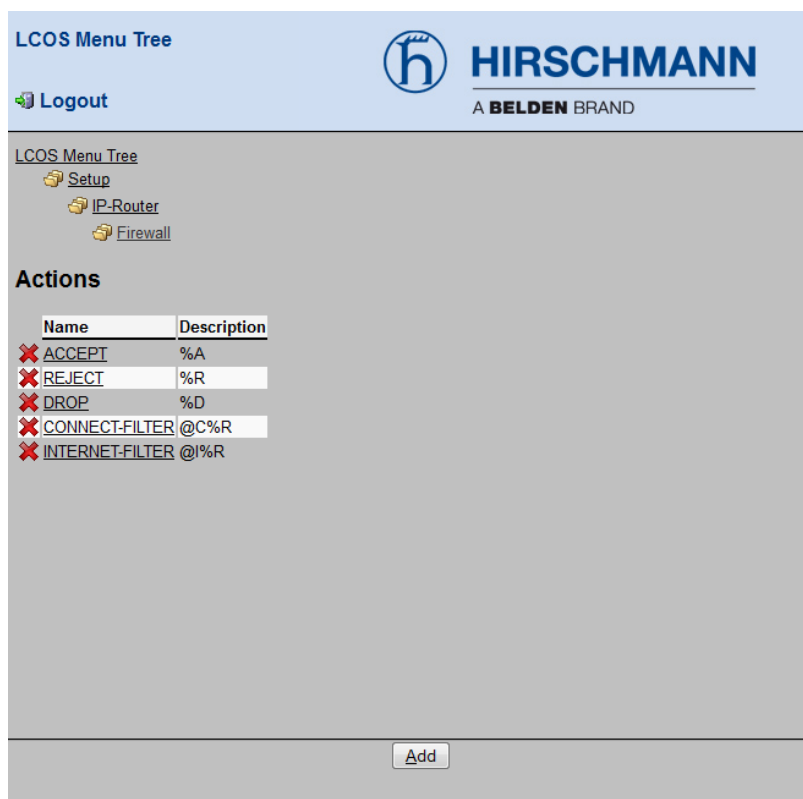 LCOS Menu Tree
HIRSCHMANN
A BELDEN BRAND
Logout
LCOS Menu Tree
Setup
IP-Router
Firewall
Actions
Name Description
ACCEPT %A
REJECT %R
DROP %D
CONNECT-FILTER @C%R
INTERNET-FILTER @I%R
Add